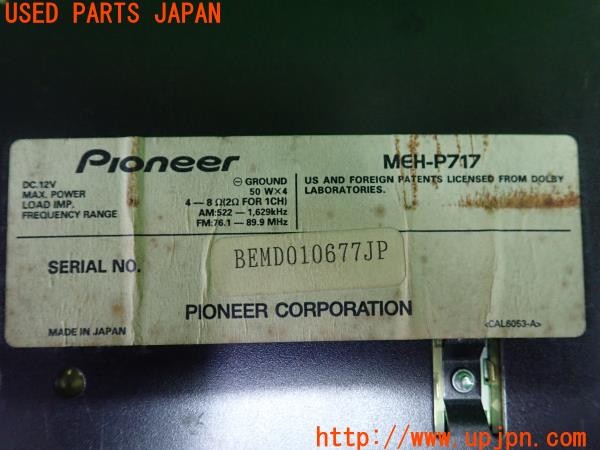 USED PARTS JAPAN
Pioneer
MEH-P717
DC.12V
⊖ GROUND
MAX. POWER
50 W×4
LOAD IMP.
4 — 8 Ω(2Ω FOR 1CH)
FREQUENCY RANGE
AM:522 — 1,629kHz
FM:76.1 — 89.9 MHz
US AND FOREIGN PATENTS LICENSED FROM DOLBY
LABORATORIES.
SERIAL NO.
BEMD010677JP
PIONEER CORPORATION
MADE IN JAPAN
<CAL6053-A>
http://www.upjpn.com/